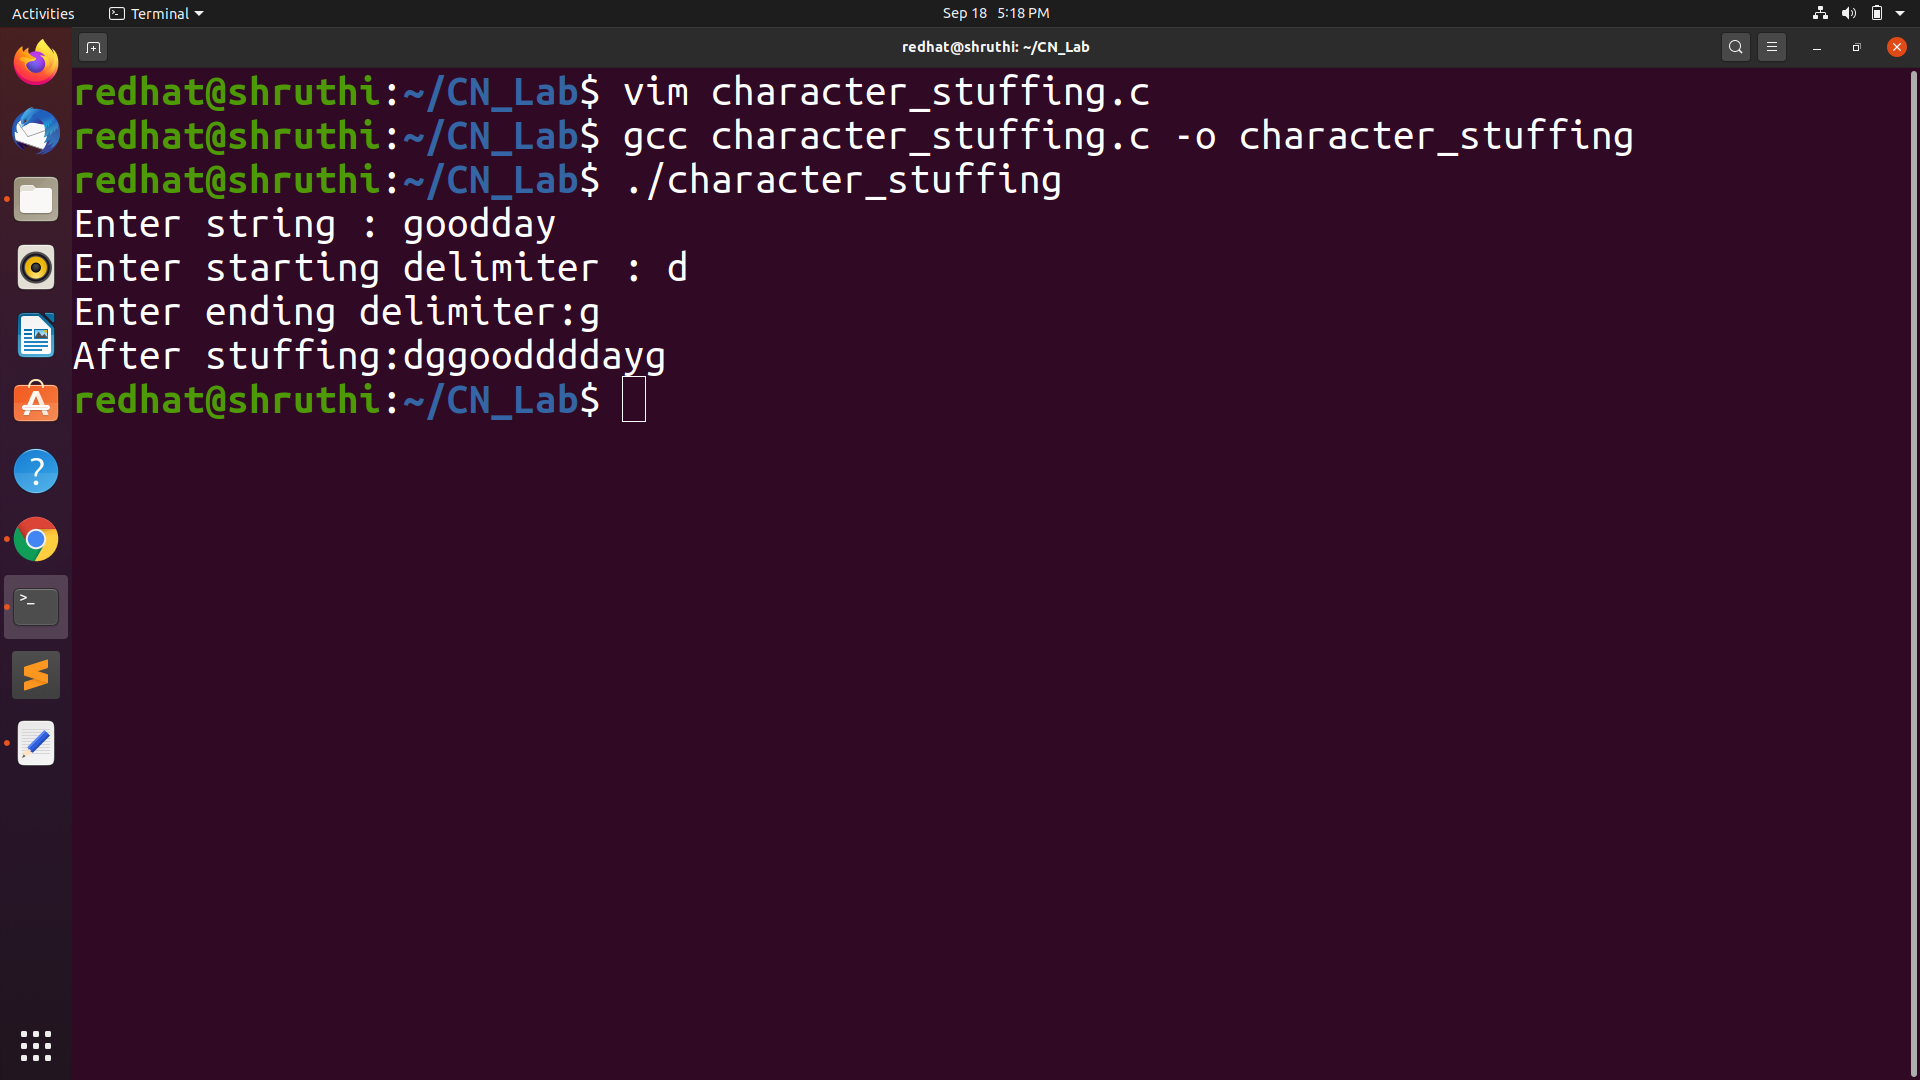 Activities Terminal Sep 18 5:18 PM
redhat@shruthi: ~/CN_Lab
redhat@shruthi:~/CN_Lab$ vim character_stuffing.c
redhat@shruthi:~/CN_Lab$ gcc character_stuffing.c -o character_stuffing
redhat@shruthi:~/CN_Lab$ ./character_stuffing
Enter string : goodday
Enter starting delimiter : d
Enter ending delimiter:g
After stuffing:dggooddddayg
redhat@shruthi:~/CN_Lab$